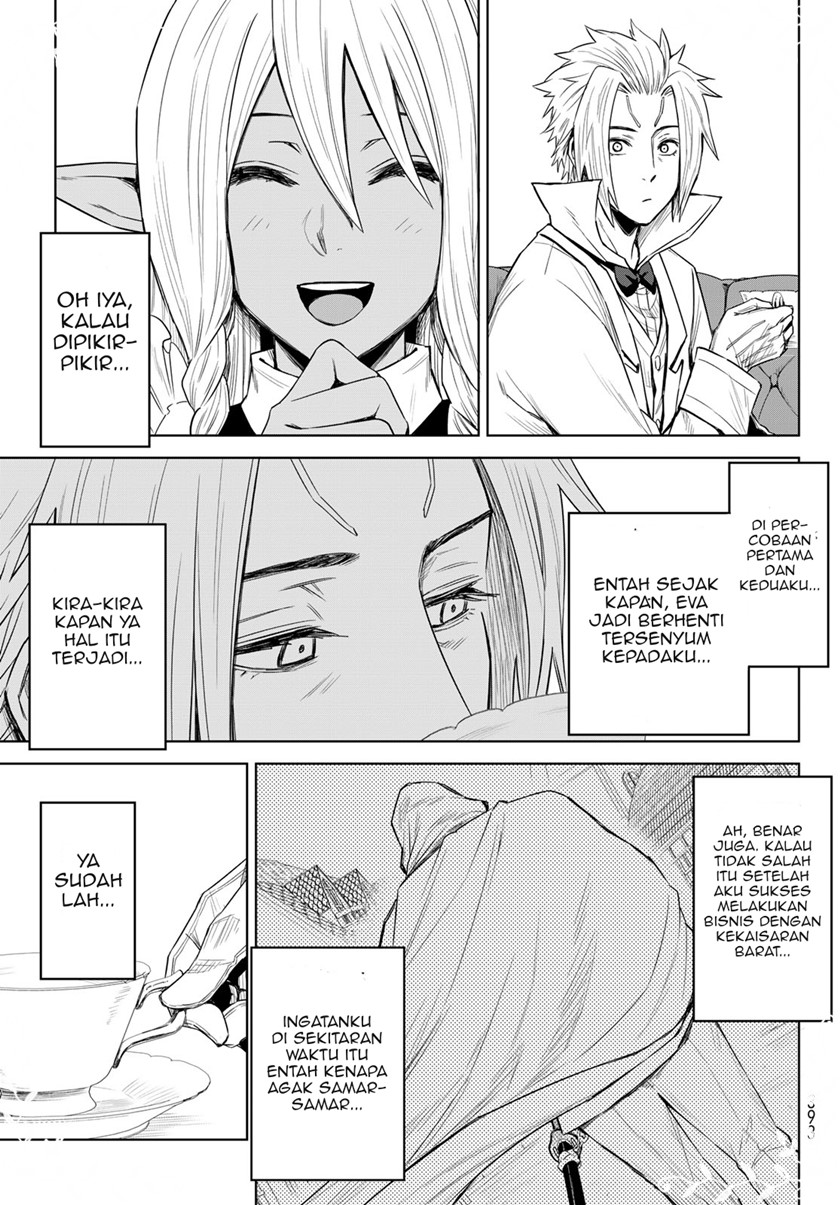 OH IYA,
KALAU
DIPIKIR-
PIKIR...
DI PER-
COBAAN
PERTAMA
DAN
KEDUAKU...
ENTAH SEJAK
KAPAN, EVA
JADI BERHENTI
TERSENYUM
KEPADAKU...
KIRA-KIRA
KAPAN YA
HAL ITU
TERJADI...
AH, BENAR
JUGA. KALAU
TIDAK SALAH
ITU SETELAH
AKU SUKSES
MELAKUKAN
BISNIS DENGAN
KEKAISARAN
BARAT...
INGATANKU
DI SEKITARAN
WAKTU ITU
ENTAH KENAPA
AGAK SAMAR-
SAMAR...
YA
SUDAH
LAH...